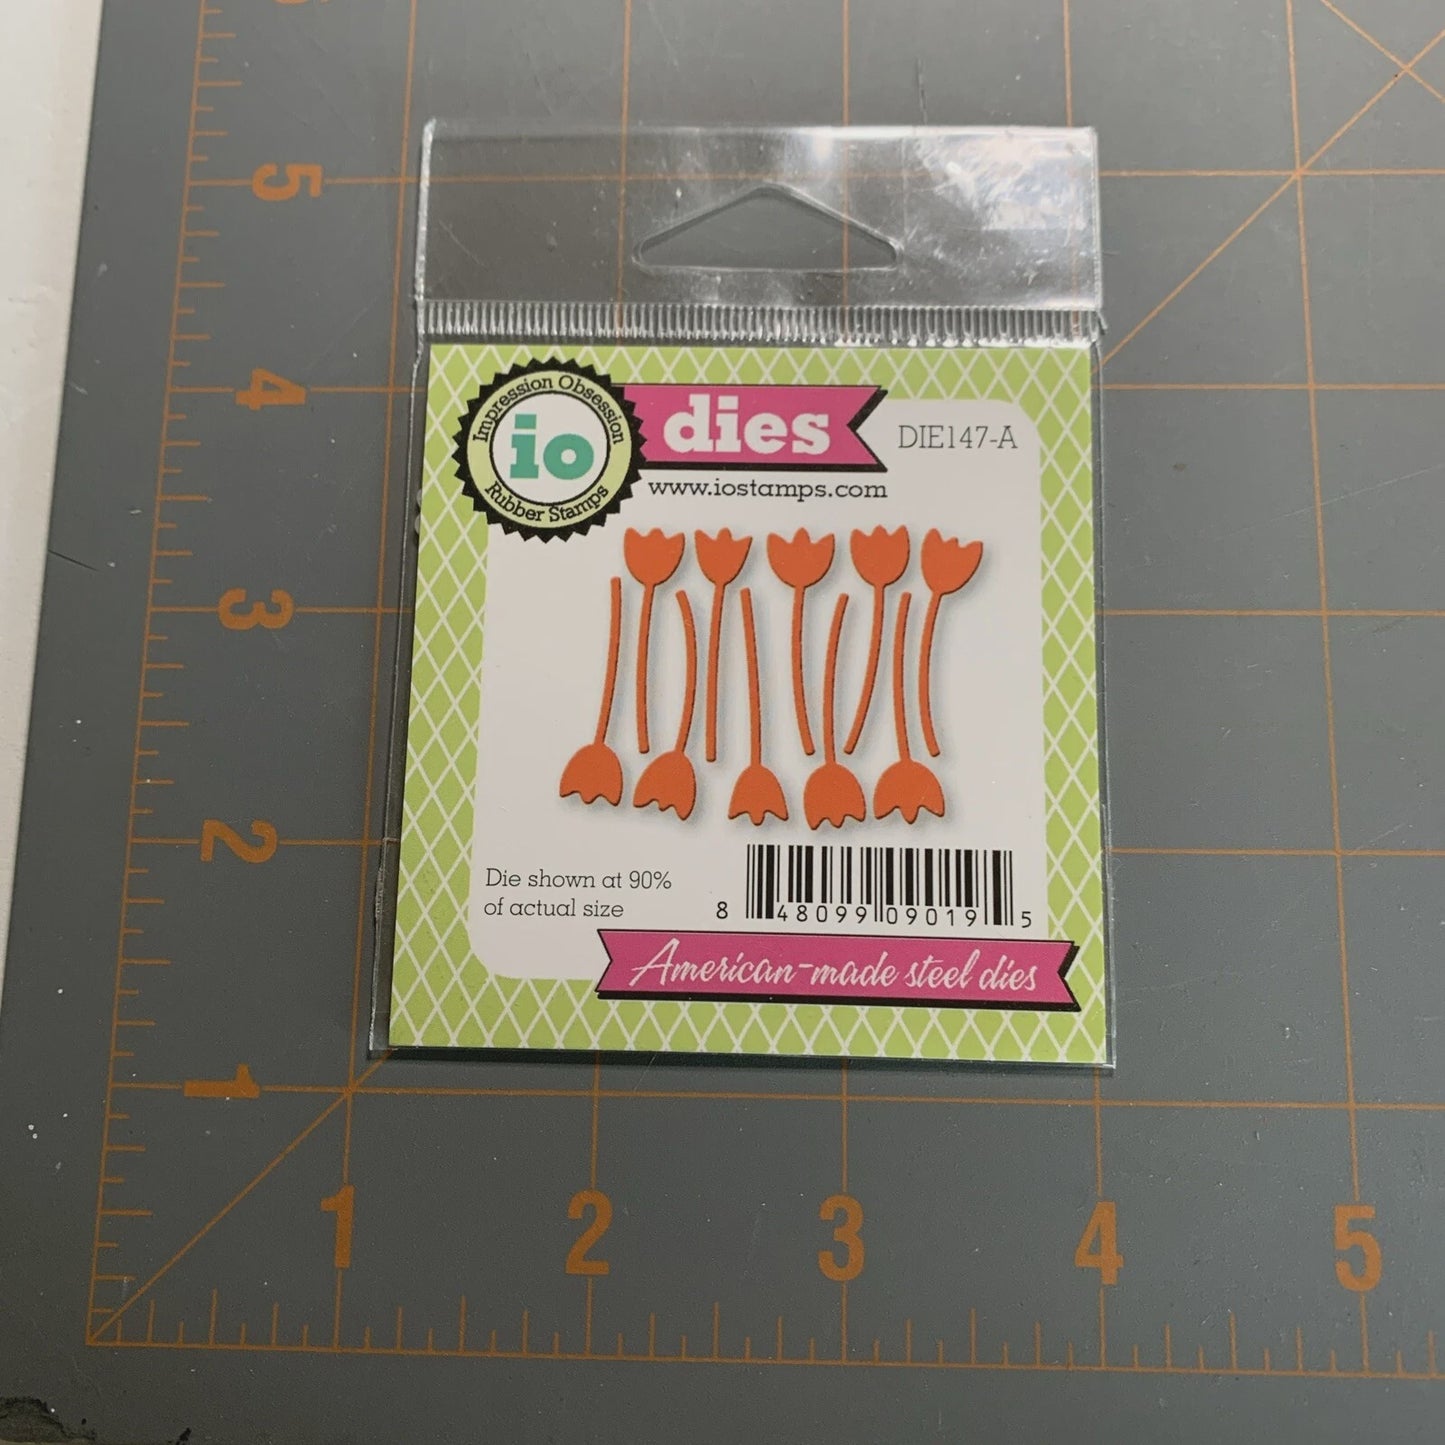 Impression Obsession
io
Rubber Stamps
dies
DIE147-A
www.iostamps.com
Die shown at 90%
of actual size
8 48099 09019 5
American-made steel dies
5
4
3
2
1
1 2 3 4 5